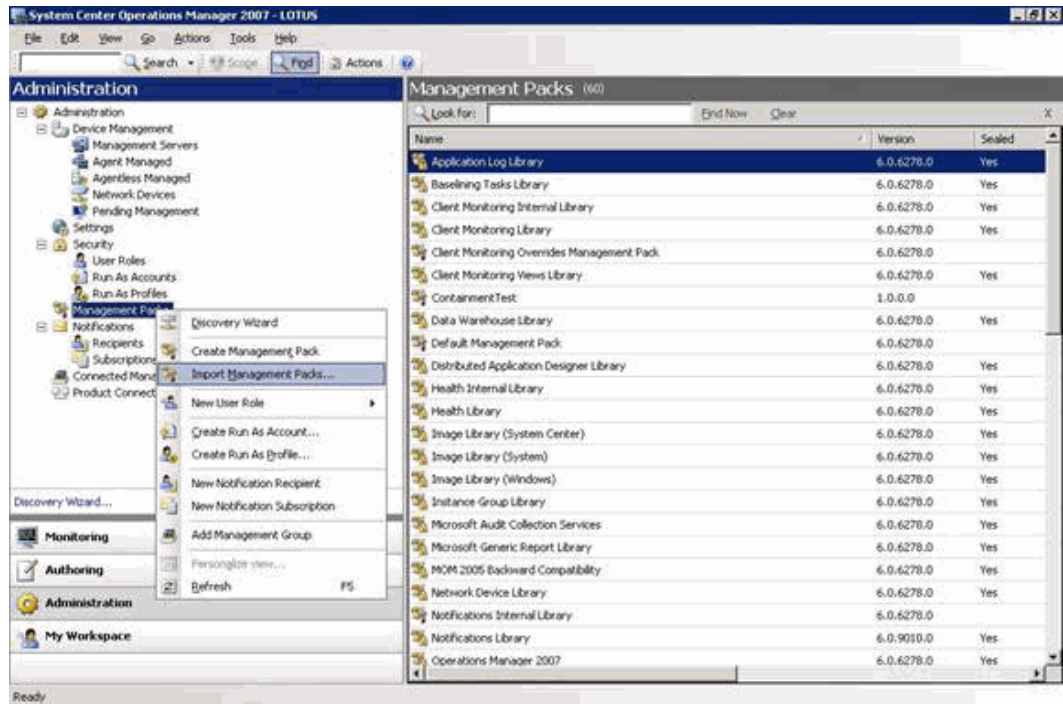 System Center Operations Manager 2007 - LOTUS
File Edit View Go Actions Tools Help
Search Scope Find Actions
Administration
Administration
Device Management
Management Servers
Agent Managed
Agentless Managed
Network Devices
Pending Management
Settings
Security
User Roles
Run As Accounts
Run As Profiles
Management Packs
Notifications
Recipients
Subscriptions
Connected Mana
Product Connect
Discovery Wizard
Create Management Pack
Import Management Packs...
New User Role
Create Run As Account...
Create Run As Profile...
New Notification Recipient
New Notification Subscription
Add Management Group
Personalize view...
Refresh F5
Discovery Wizard...
Monitoring
Authoring
Administration
My Workspace
Management Packs (60)
Look for: Find Now Clear X
Name Version Sealed
Application Log Library 6.0.6278.0 Yes
Baselining Tasks Library 6.0.6278.0 Yes
Client Monitoring Internal Library 6.0.6278.0 Yes
Client Monitoring Library 6.0.6278.0 Yes
Client Monitoring Overrides Management Pack 6.0.6278.0
Client Monitoring Views Library 6.0.6278.0 Yes
ContainmentTest 1.0.0.0
Data Warehouse Library 6.0.6278.0 Yes
Default Management Pack 6.0.6278.0
Distributed Application Designer Library 6.0.6278.0 Yes
Health Internal Library 6.0.6278.0 Yes
Health Library 6.0.6278.0 Yes
Image Library (System Center) 6.0.6278.0 Yes
Image Library (System) 6.0.6278.0 Yes
Image Library (Windows) 6.0.6278.0 Yes
Instance Group Library 6.0.6278.0 Yes
Microsoft Audit Collection Services 6.0.6278.0 Yes
Microsoft Generic Report Library 6.0.6278.0 Yes
MOM 2005 Backward Compatibility 6.0.6278.0 Yes
Network Device Library 6.0.6278.0 Yes
Notifications Internal Library 6.0.6278.0
Notifications Library 6.0.9010.0 Yes
Operations Manager 2007 6.0.6278.0 Yes
Ready